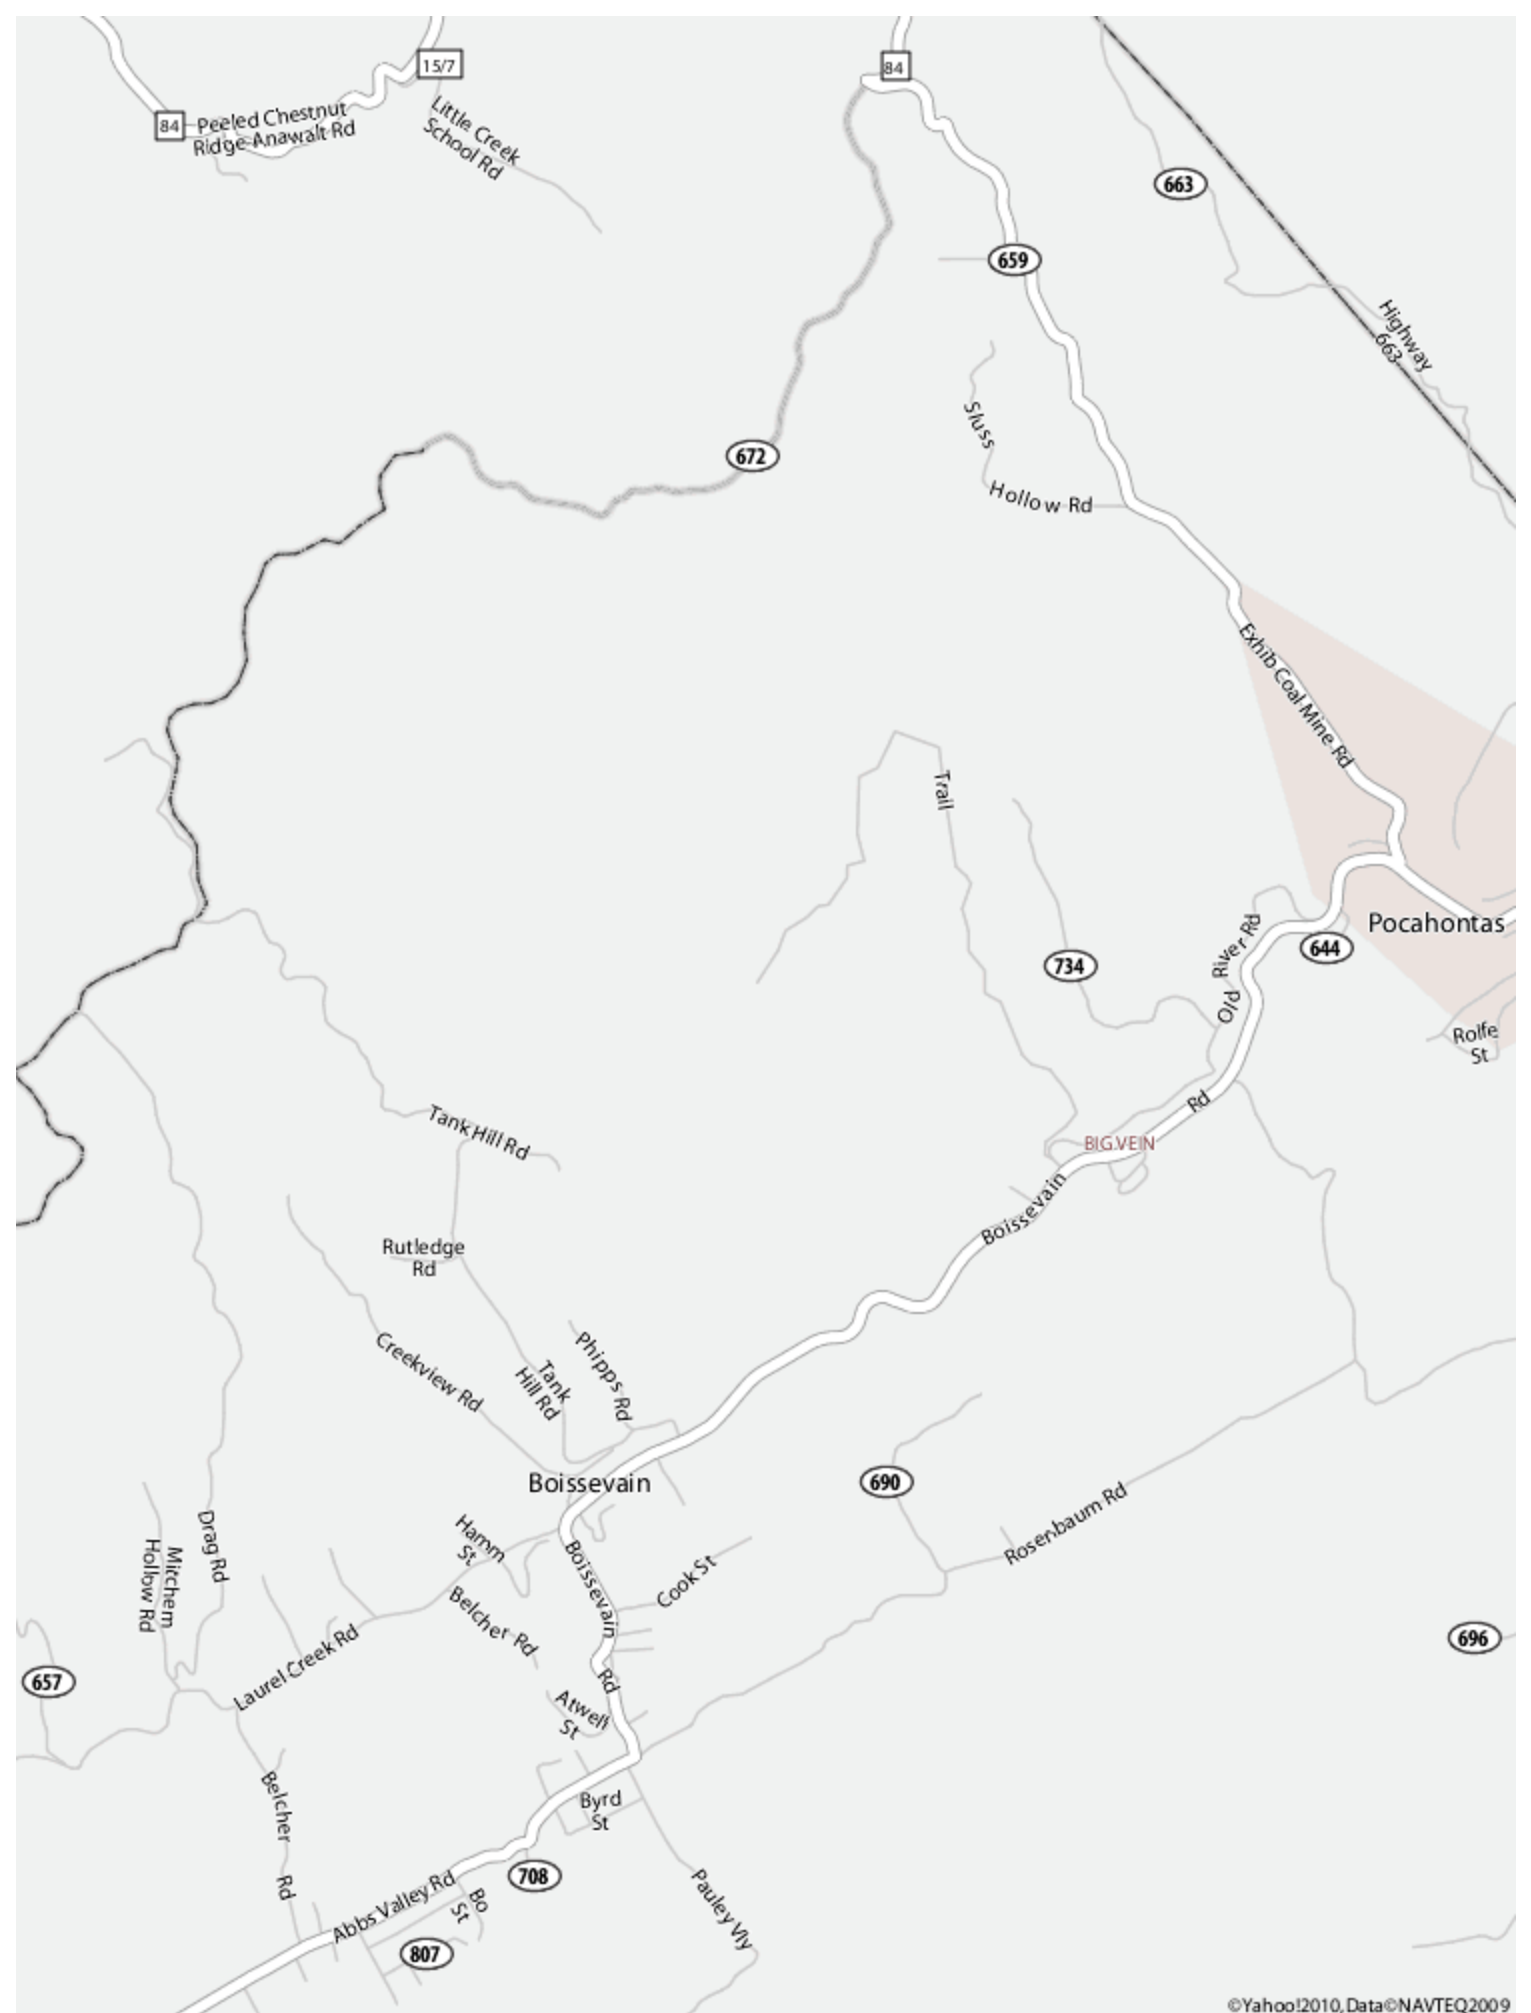 15/7
84
84
Peeled Chestnut
Ridge-Anawalt Rd
Little Creek
School Rd
663
659
Highway
663
Sluss
672
Hollow Rd
Exhib Coal Mine Rd
Trail
Pocahontas
644
734
Old River Rd
Rolfe
St
Tank Hill Rd
BIG VEIN
Boissevain Rd
Rutledge
Rd
Creekview Rd
Tank
Hill Rd
Phipps Rd
Boissevain
690
Rosenbaum Rd
Drag Rd
Mitchem
Hollow Rd
Hamm
St
Boissevain Rd
Cook St
Belcher Rd
Laurel Creek Rd
657
696
Atwell
St
Belcher Rd
Byrd
St
708
Abbs Valley Rd
Bo
St
Pauley Vly
807
©Yahoo!2010, Data©NAVTEQ2009